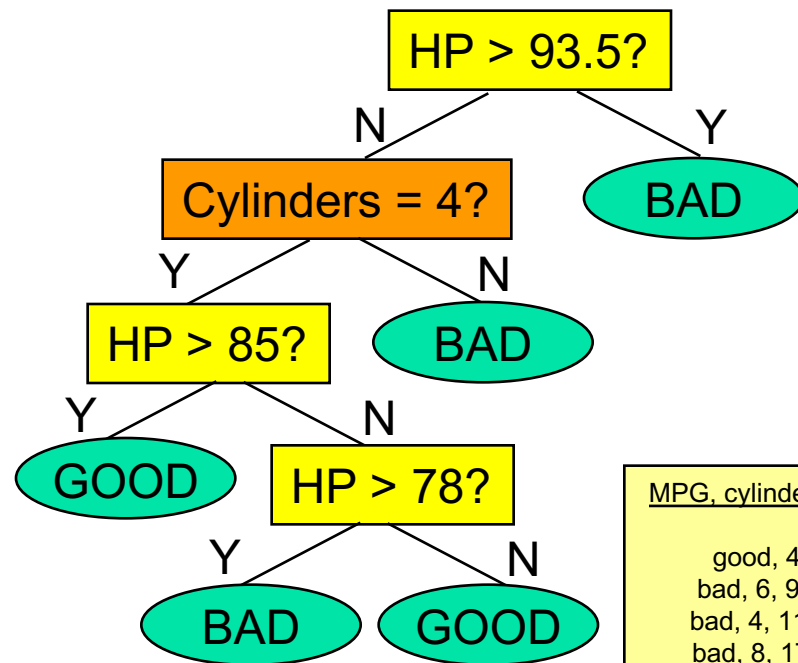 HP > 93.5?
N
Y
Cylinders = 4?
BAD
Y
N
HP > 85?
BAD
Y
N
GOOD
HP > 78?
Y
N
BAD
GOOD
MPG,
good, 4
bad, 6,
bad, 4,
bad, 8,